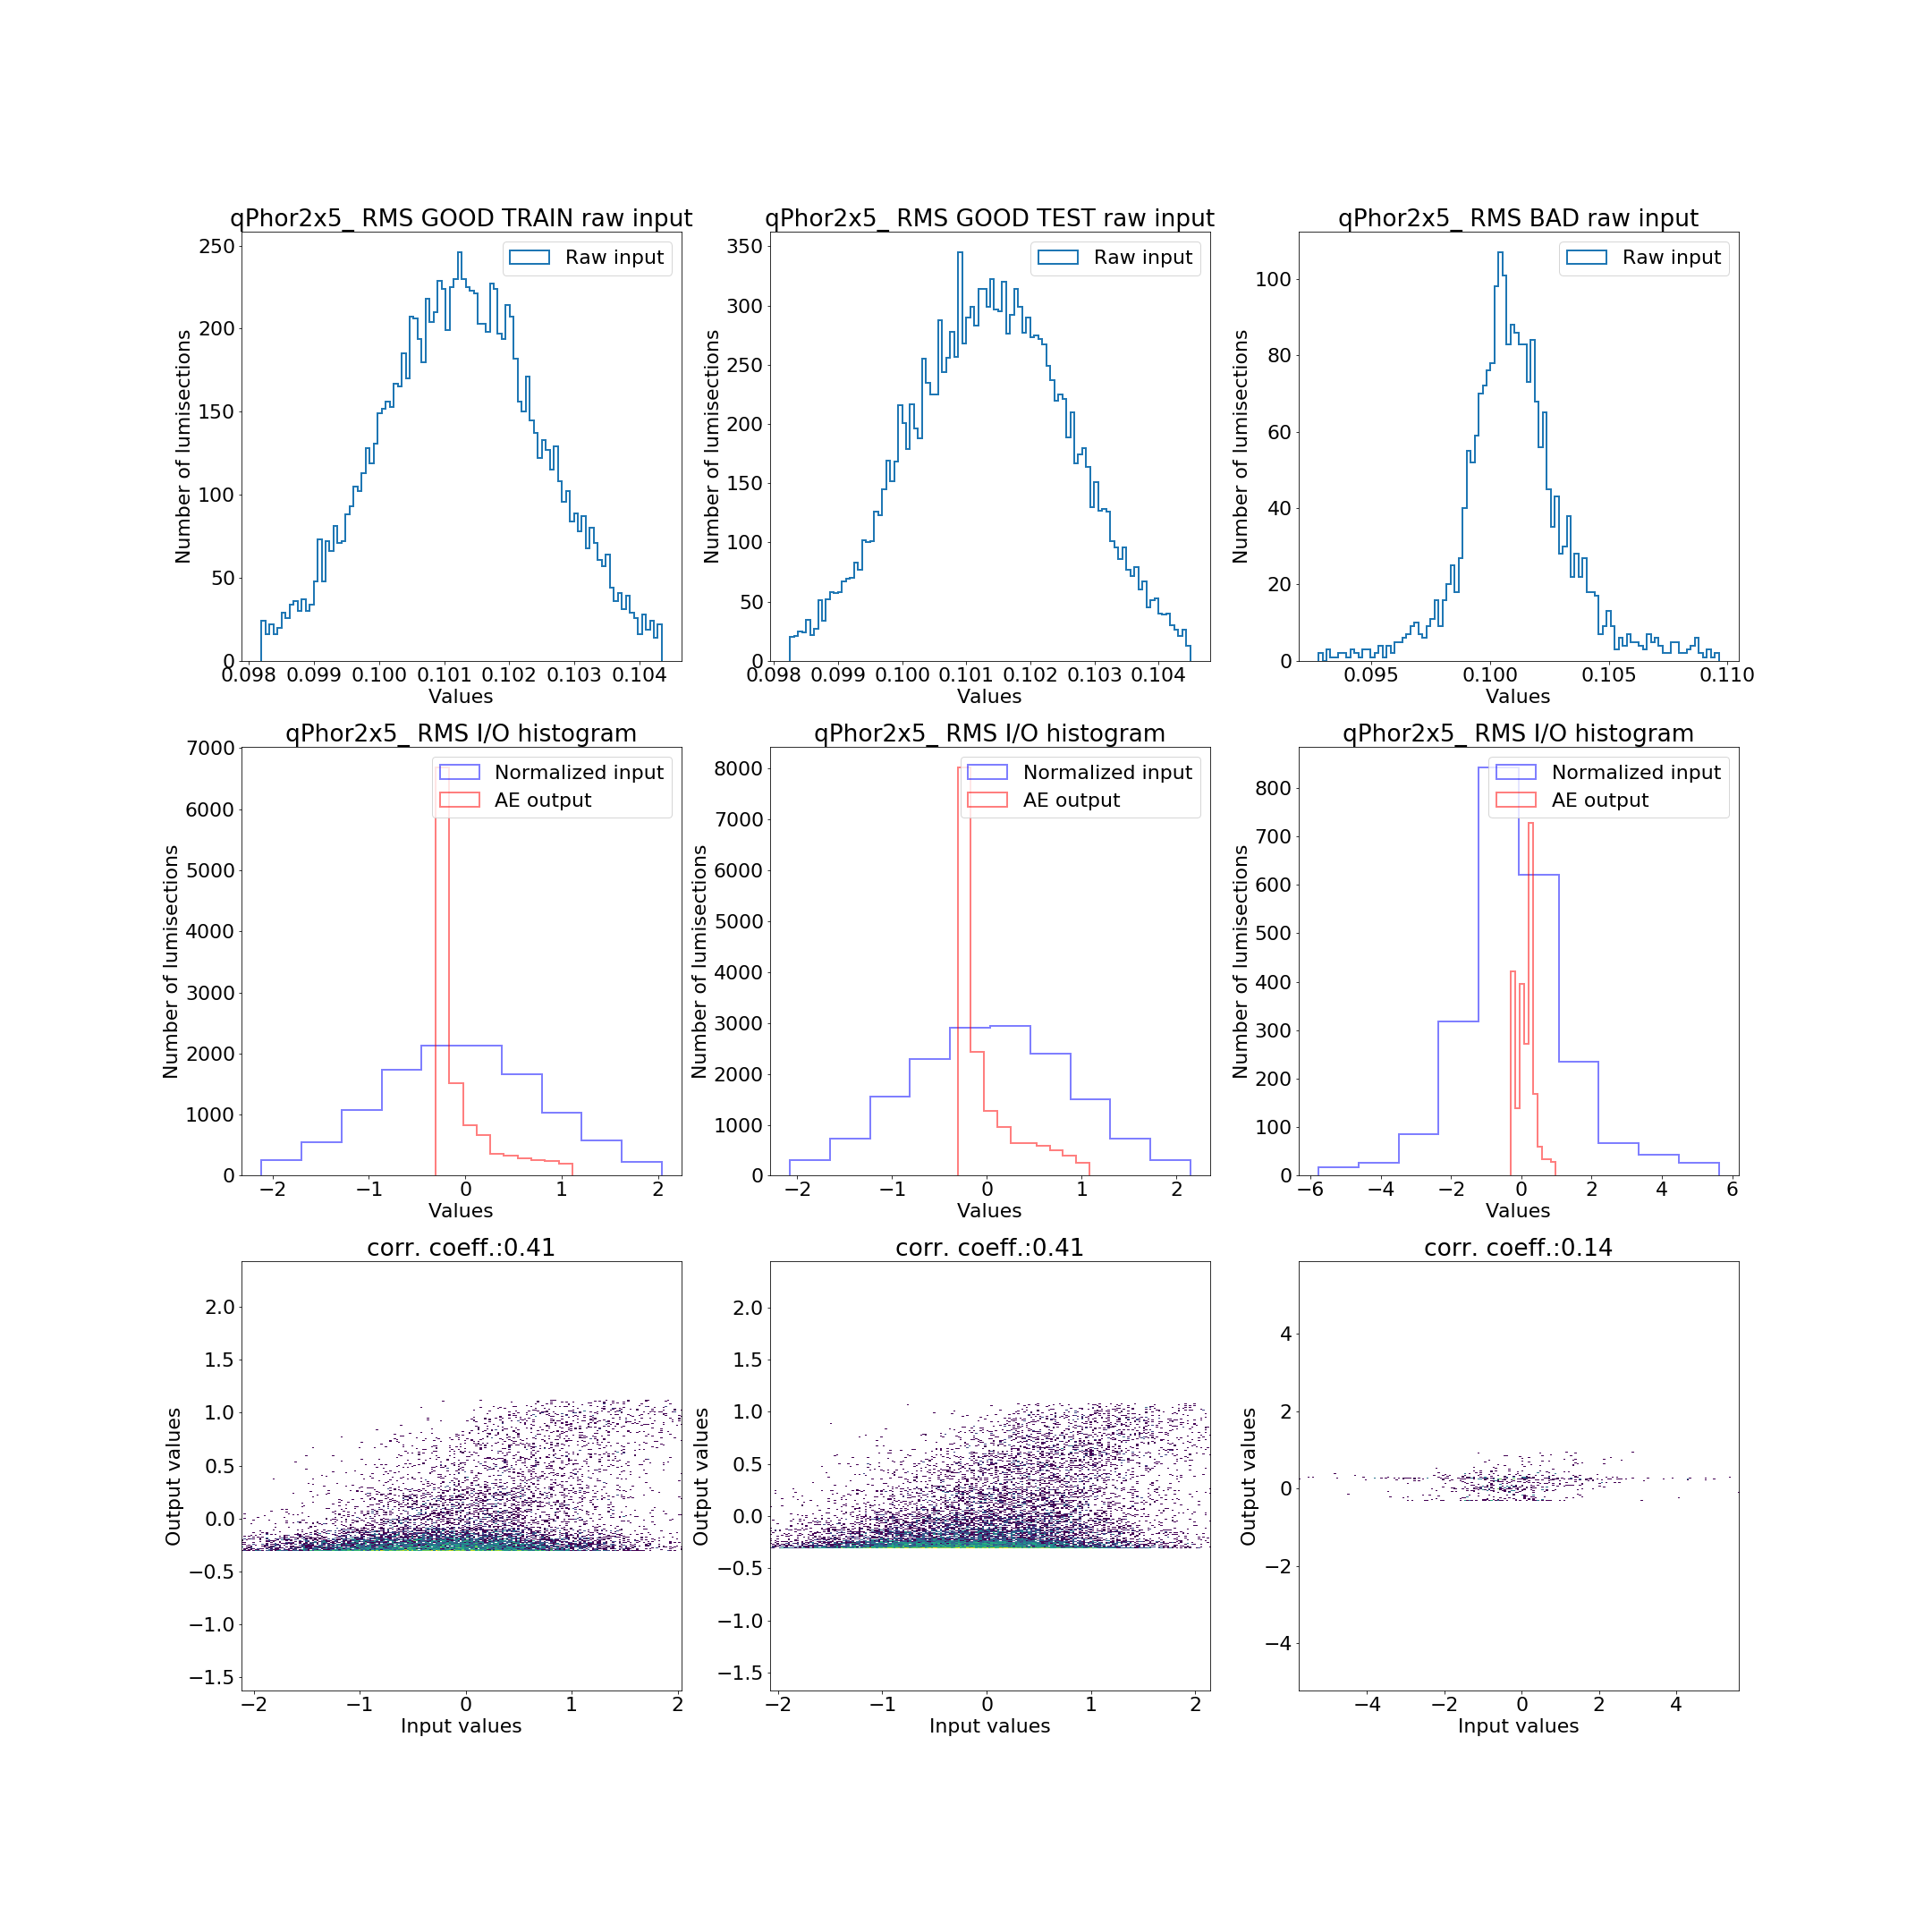 qPhor2x5_ RMS GOOD TRAIN raw input
Raw input
Number of lumisections
250
200
150
100
50
0
0.098 0.099 0.100 0.101 0.102 0.103 0.104
Values
qPhor2x5_ RMS GOOD TEST raw input
Raw input
Number of lumisections
350
300
250
200
150
100
50
0
0.098 0.099 0.100 0.101 0.102 0.103 0.104
Values
qPhor2x5_ RMS BAD raw input
Raw input
Number of lumisections
100
80
60
40
20
0
0.095 0.100 0.105 0.110
Values
qPhor2x5_ RMS I/O histogram
Normalized input
AE output
Number of lumisections
7000
6000
5000
4000
3000
2000
1000
0
−2 −1 0 1 2
Values
qPhor2x5_ RMS I/O histogram
Normalized input
AE output
Number of lumisections
8000
7000
6000
5000
4000
3000
2000
1000
0
−2 −1 0 1 2
Values
qPhor2x5_ RMS I/O histogram
Normalized input
AE output
Number of lumisections
800
700
600
500
400
300
200
100
0
−6 −4 −2 0 2 4 6
Values
corr. coeff.:0.41
Output values
2.0
1.5
1.0
0.5
0.0
−0.5
−1.0
−1.5
−2 −1 0 1 2
Input values
corr. coeff.:0.41
Output values
2.0
1.5
1.0
0.5
0.0
−0.5
−1.0
−1.5
−2 −1 0 1 2
Input values
corr. coeff.:0.14
Output values
4
2
0
−2
−4
−4 −2 0 2 4
Input values